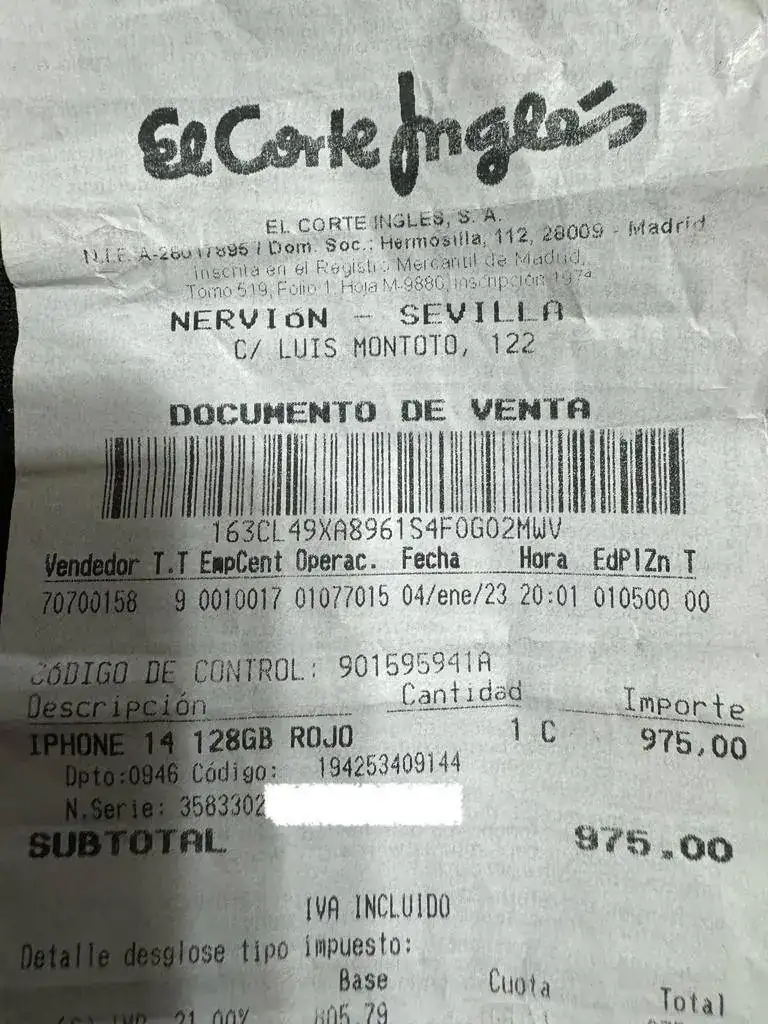 El Corte Inglés
EL CORTE INGLES, S. A.
N.I.F. A-28017895 / Dom. Soc.: Hermosilla, 112, 28009 - Madrid
Inscrita en el Registro Mercantil de Madrid,
Tomo 519, Folio 1, Hoja M-9880, Inscripción 197ª
NERVIÓN - SEVILLA
C/ LUIS MONTOTO, 122
DOCUMENTO DE VENTA
163CL49XA8961S4F0G02MWV
Vendedor T.T EmpCent Operac. Fecha Hora EdPlZn T
70700158 9 0010017 01077015 04/ene/23 20:01 010500 00
CÓDIGO DE CONTROL: 901595941A
Descripción Cantidad Importe
IPHONE 14 128GB ROJO 1 C 975,00
Dpto:0946 Código: 194253409144
N.Serie: 3583302
SUBTOTAL 975.00
IVA INCLUIDO
Detalle desglose tipo impuesto:
Base Cuota Total
21.00% 805.79